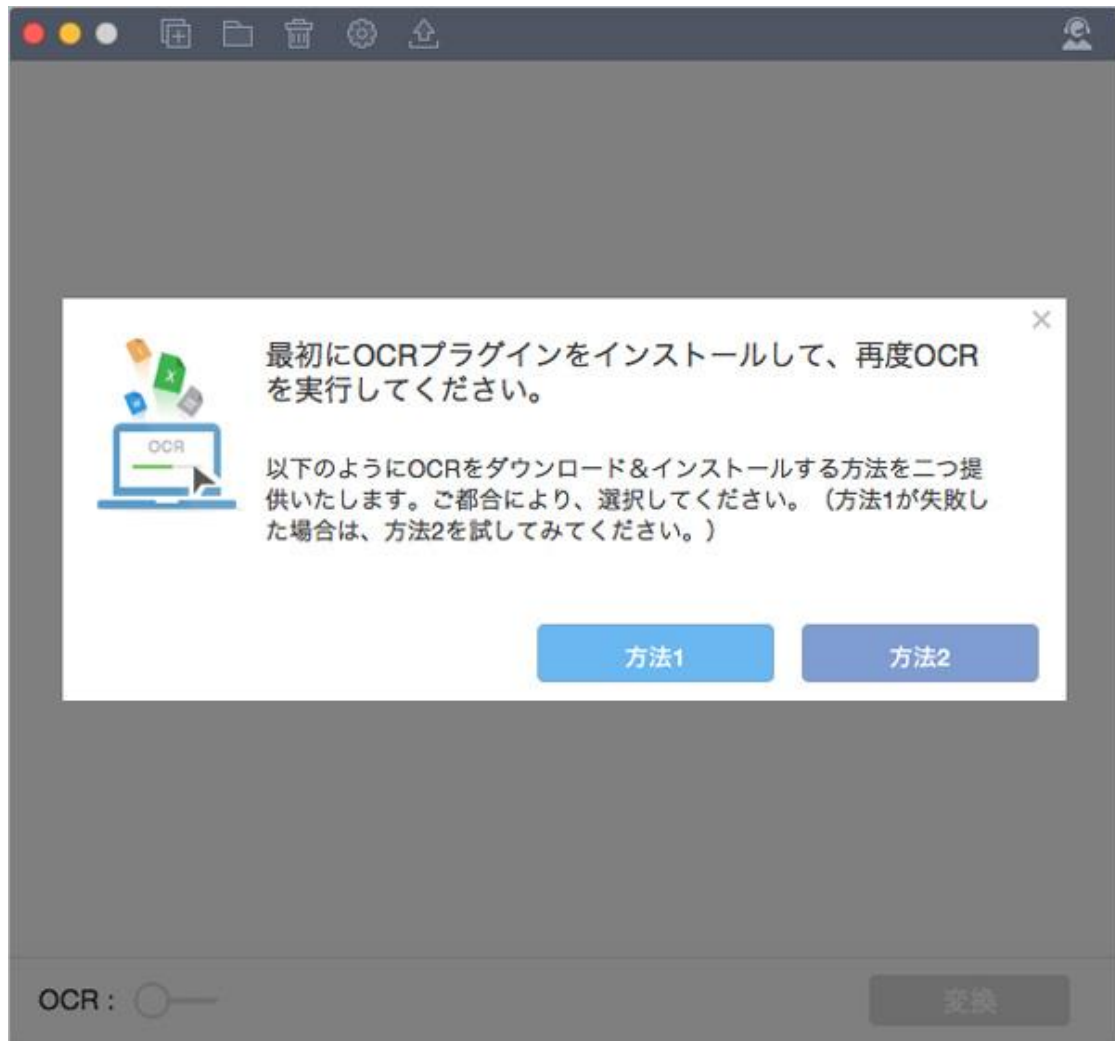 最初にOCRプラグインをインストールして、再度OCR
を実行してください。
OCR
以下のようにOCRをダウンロード＆インストールする方法を二つ提
供いたします。ご都合により、選択してください。（方法1が失敗し
た場合は、方法2を試してみてください。）
方法1
方法2
OCR :
変換